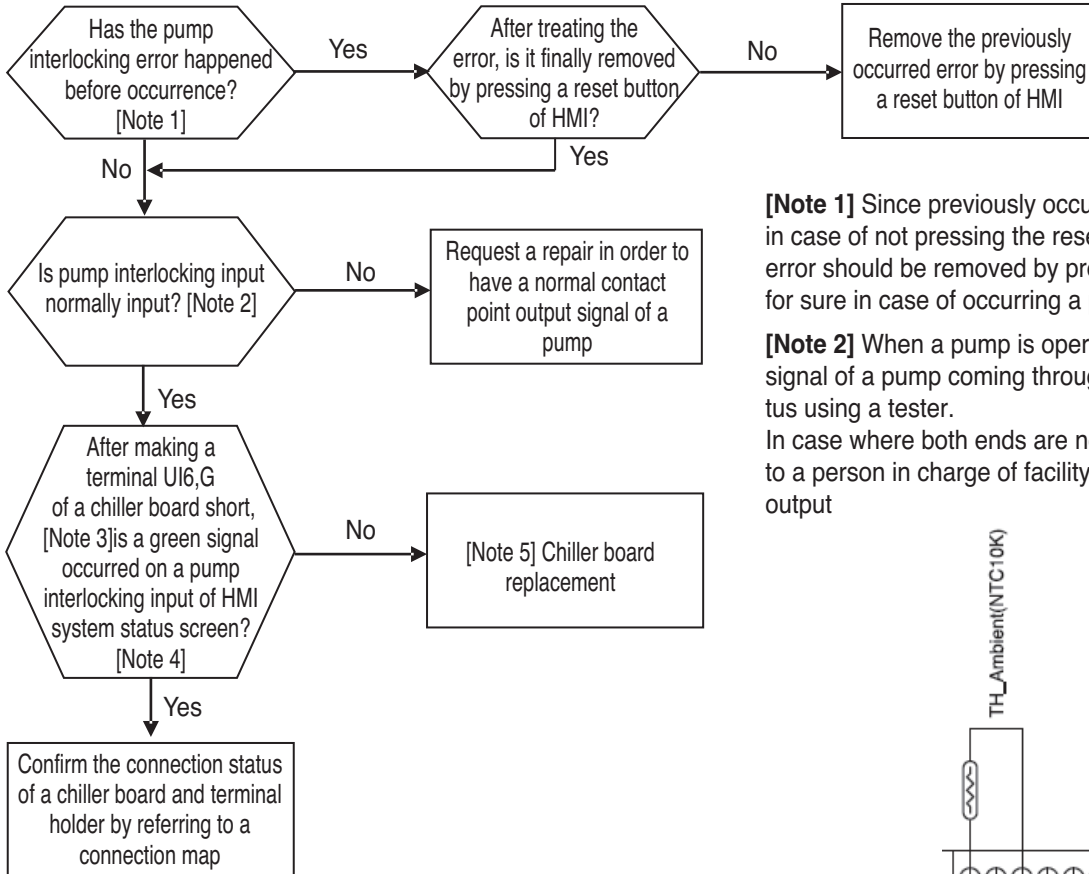 Has the pump
interlocking error happened
before occurrence?
[Note 1]
Yes
After treating the
error, is it finally removed
by pressing a reset button
of HMI?
No
Remove the previously
occurred error by pressing
a reset button of HMI
No
Yes
Is pump interlocking input
normally input? [Note 2]
No
Request a repair in order to
have a normal contact
point output signal of a
pump
Yes
After making a
terminal UI6,G
of a chiller board short,
[Note 3]is a green signal
occurred on a pump
interlocking input of HMI
system status screen?
[Note 4]
No
[Note 5] Chiller board
replacement
Yes
Confirm the connection status
of a chiller board and terminal
holder by referring to a
connection map
[Note 1] Since previously occu
in case of not pressing the rese
error should be removed by pre
for sure in case of occurring a
[Note 2] When a pump is oper
signal of a pump coming throug
tus using a tester.
In case where both ends are n
to a person in charge of facility
output
TH_Ambient(NTC10K)